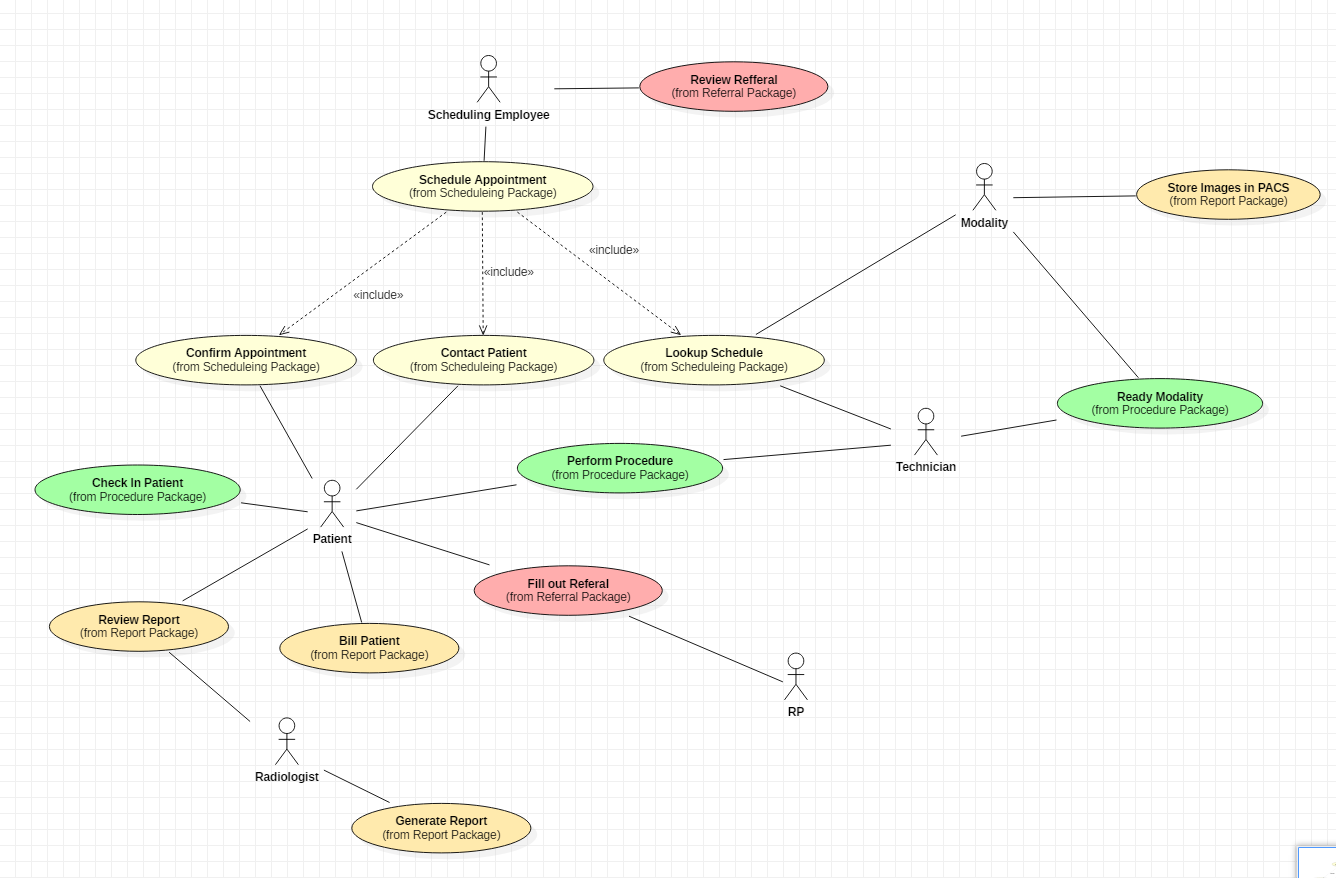 Review Refferal
(from Referral Package)
Scheduling Employee
Schedule Appointment
(from Scheduleing Package)
Store Images in PACS
(from Report Package)
Modality
«include»
«include»
«include»
Confirm Appointment
(from Scheduleing Package)
Contact Patient
(from Scheduleing Package)
Lookup Schedule
(from Scheduleing Package)
Ready Modality
(from Procedure Package)
Technician
Perform Procedure
(from Procedure Package)
Check In Patient
(from Procedure Package)
Patient
Fill out Referal
(from Referral Package)
Review Report
(from Report Package)
Bill Patient
(from Report Package)
RP
Radiologist
Generate Report
(from Report Package)